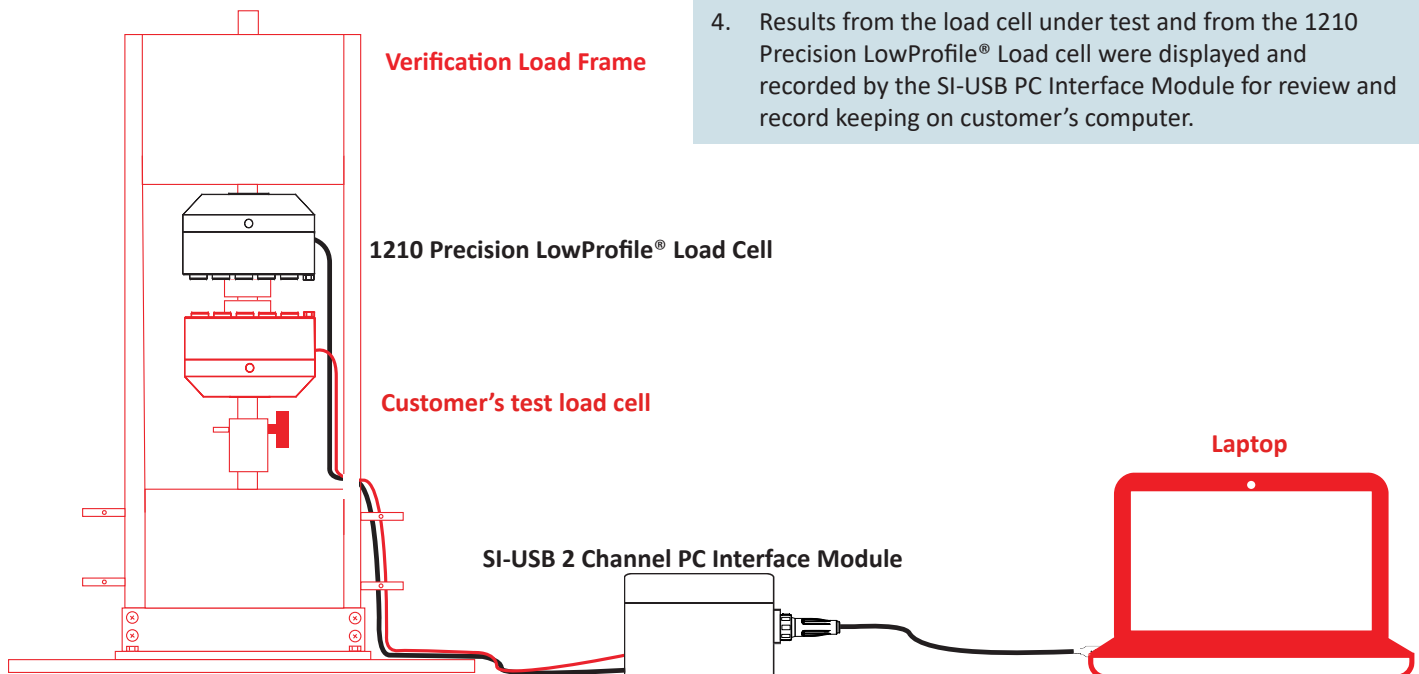 Verification Load Frame
4. Results from the load cell under test and from the 1210
Precision LowProfile® Load cell were displayed and
recorded by the SI-USB PC Interface Module for review and
record keeping on customer’s computer.
1210 Precision LowProfile® Load Cell
Customer’s test load cell
Laptop
SI-USB 2 Channel PC Interface Module